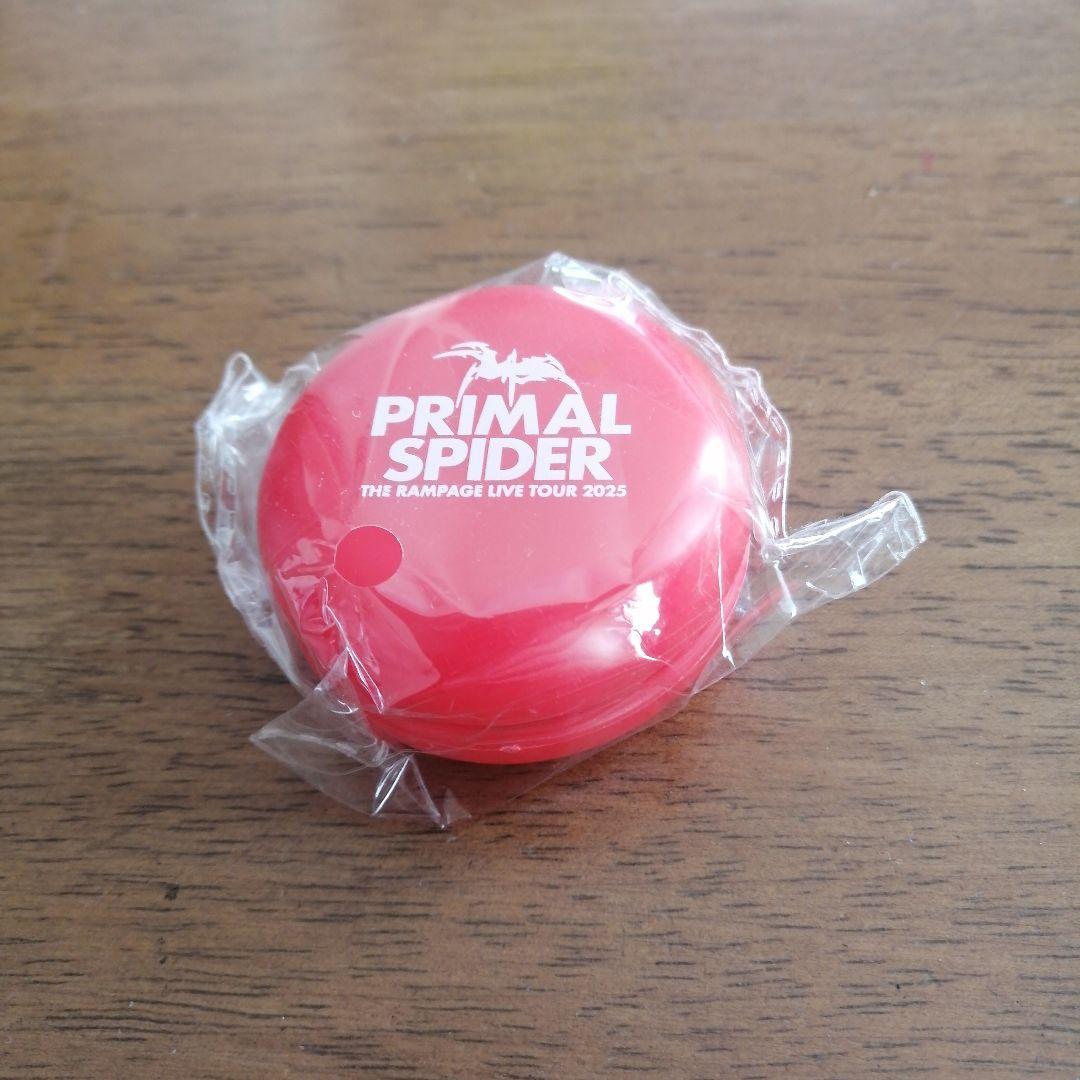 PRIMAL
SPIDER
THE RAMPAGE LIVE TOUR 2025